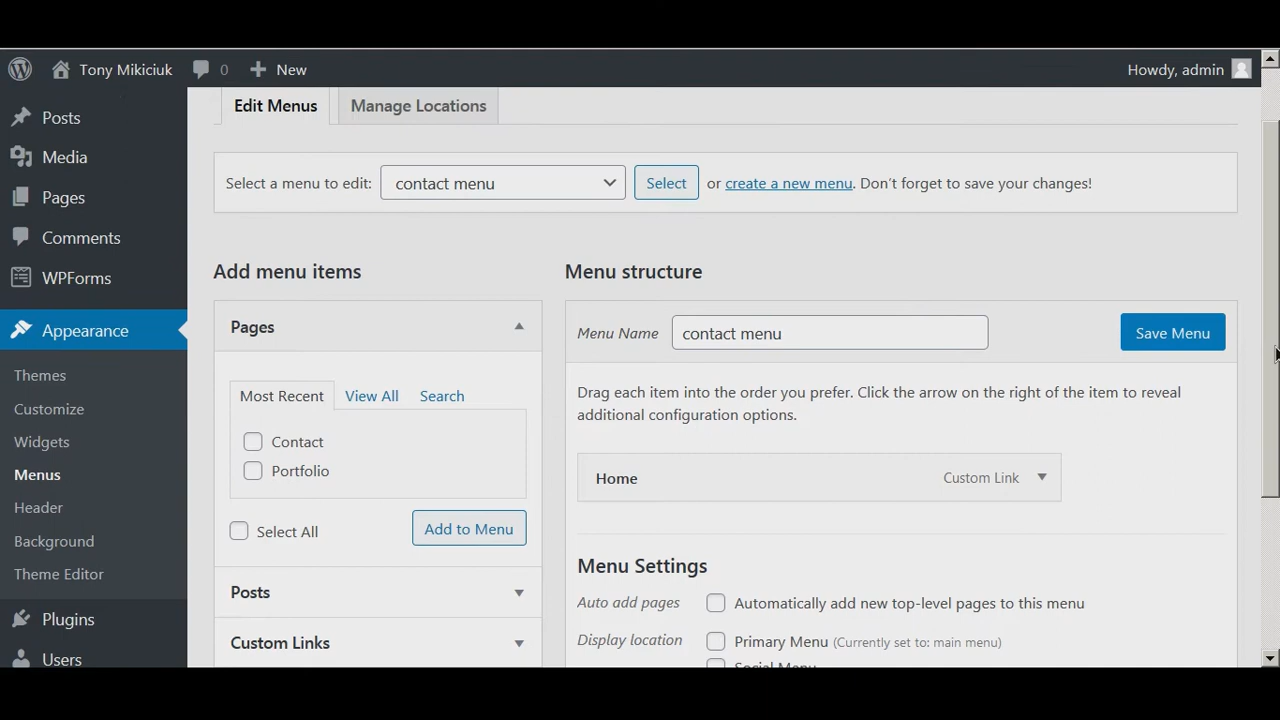 Tony Mikiciuk 0 New Howdy, admin
Posts
Media
Pages
Comments
WPForms
Appearance
Themes
Customize
Widgets
Menus
Header
Background
Theme Editor
Plugins
Users
Edit Menus Manage Locations
Select a menu to edit: contact menu Select or create a new menu. Don't forget to save your changes!
Add menu items
Pages
Most Recent View All Search
Contact
Portfolio
Select All Add to Menu
Posts
Custom Links
Menu structure
Menu Name contact menu Save Menu
Drag each item into the order you prefer. Click the arrow on the right of the item to reveal
additional configuration options.
Home Custom Link
Menu Settings
Auto add pages Automatically add new top-level pages to this menu
Display location Primary Menu (Currently set to: main menu)
Social Menu